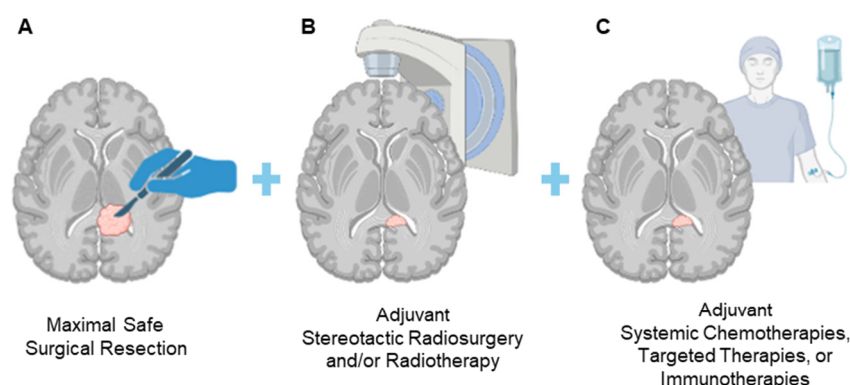 A
B
C
+
+
Maximal Safe
Surgical Resection
Adjuvant
Stereotactic Radiosurgery
and/or Radiotherapy
Adjuvant
Systemic Chemotherapies,
Targeted Therapies, or
Immunotherapies